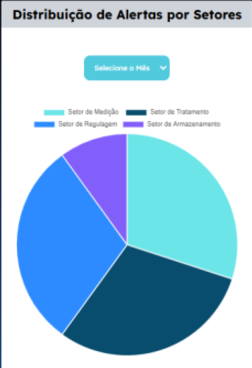 Distribuição de Alertas por Setores
Selecione o Mês
Setor de Medição Setor de Tratamento
Setor de Regulagem Setor de Armazenamento